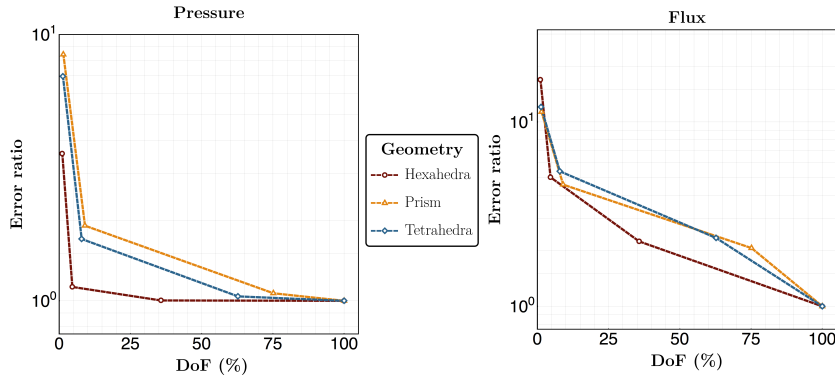 Pressure
10¹
10⁰
Error ratio
0 25 50 75 100
DoF (%)
Geometry
Hexahedra
Prism
Tetrahedra
Flux
10¹
10⁰
Error ratio
0 25 50 75 100
DoF (%)